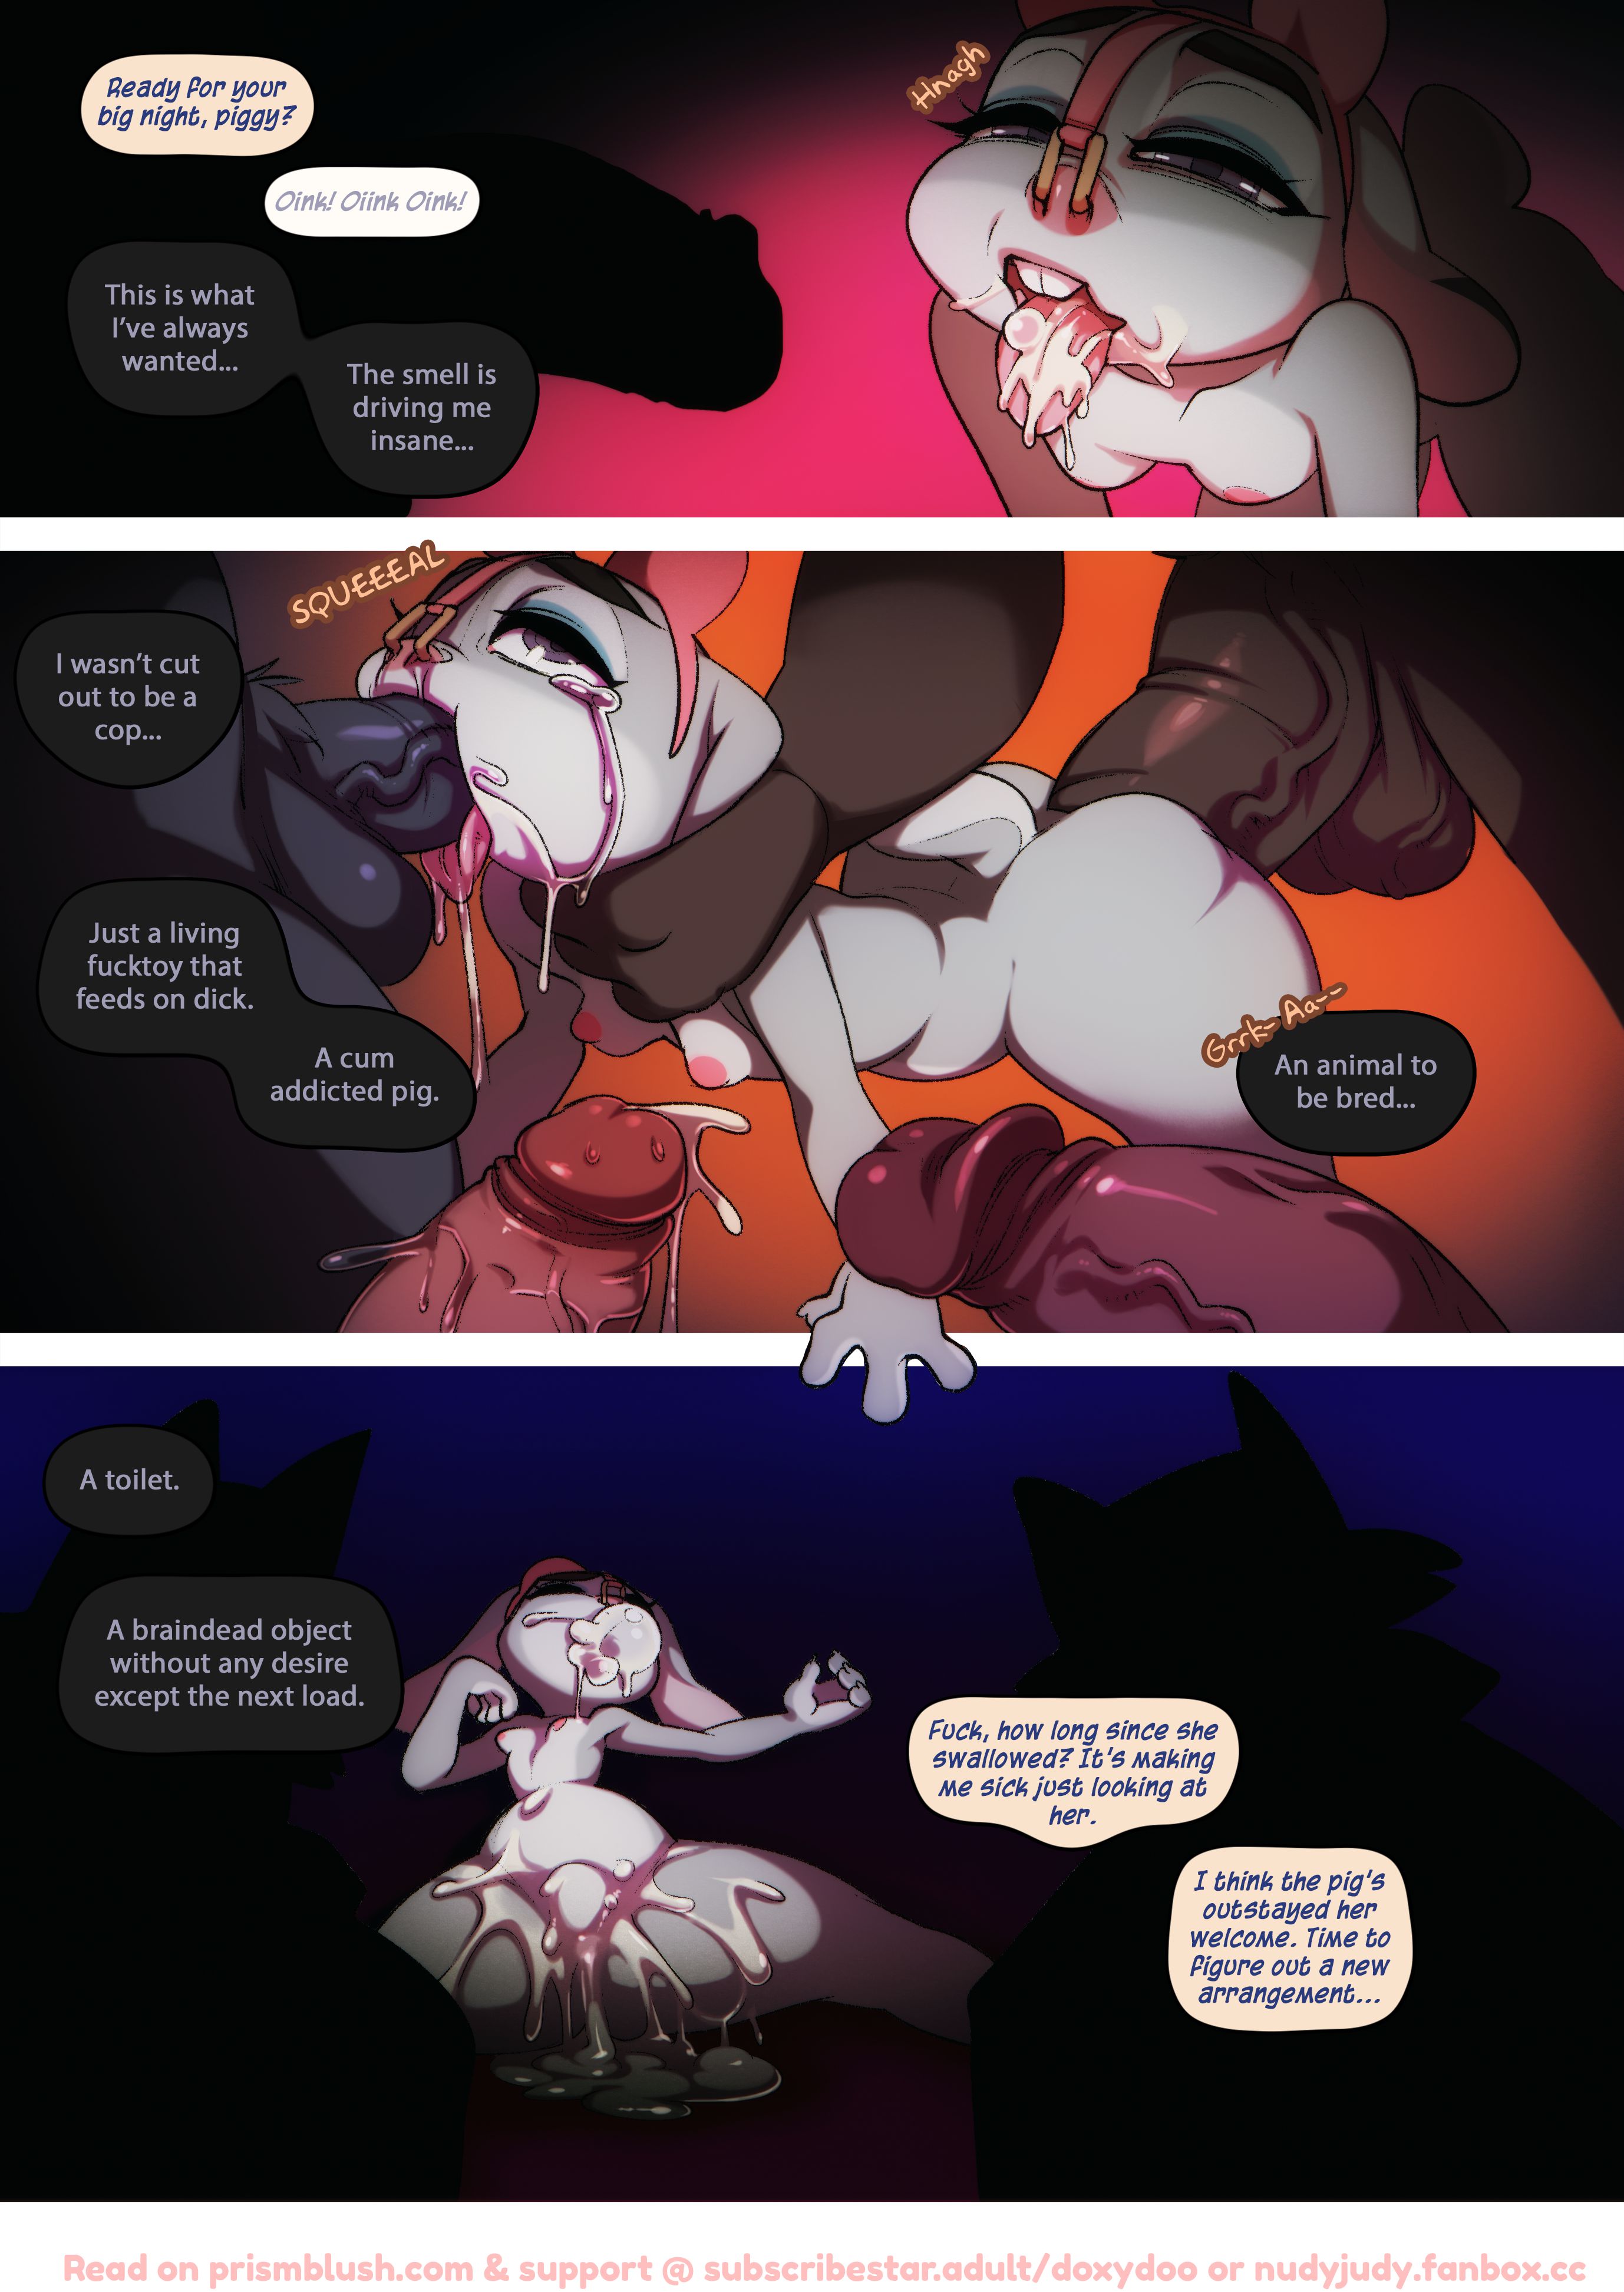 Ready for your
big night, piggy?
Hnagh
Oink! Oiink Oink!
This is what
I've always
wanted...
The smell is
driving me
insane...
SQUEEEAL
I wasn't cut
out to be a
cop...
Just a living
fucktoy that
feeds on dick.
A cum
addicted pig.
Grrk-Aa--
An animal to
be bred...
A toilet.
A braindead object
without any desire
except the next load.
Fuck, how long since she
swallowed? It's making
me sick just looking at
her.
I think the pig's
outstayed her
welcome. Time to
figure out a new
arrangement...
Read on prismblush.com & support @ subscribestar.adult/doxydoo or nudyjudy.fanbox.cc